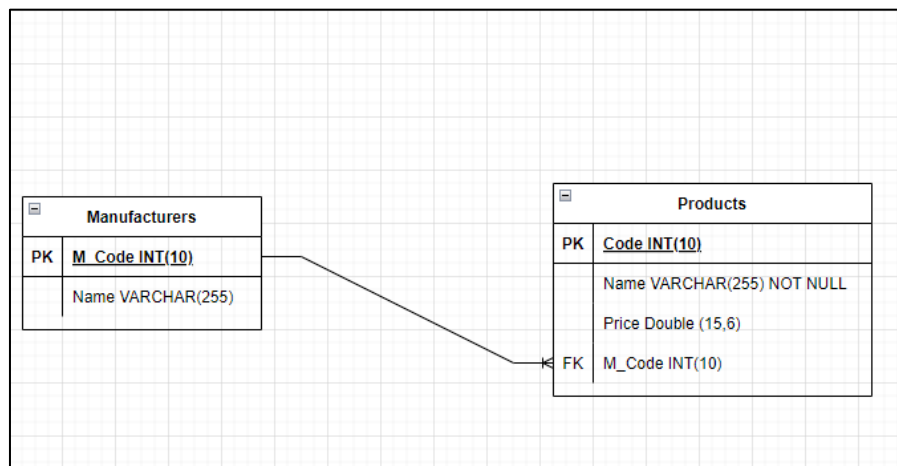 Manufacturers
PK M_Code INT(10)
Name VARCHAR(255)
Products
PK Code INT(10)
Name VARCHAR(255) NOT NULL
Price Double (15,6)
FK M_Code INT(10)